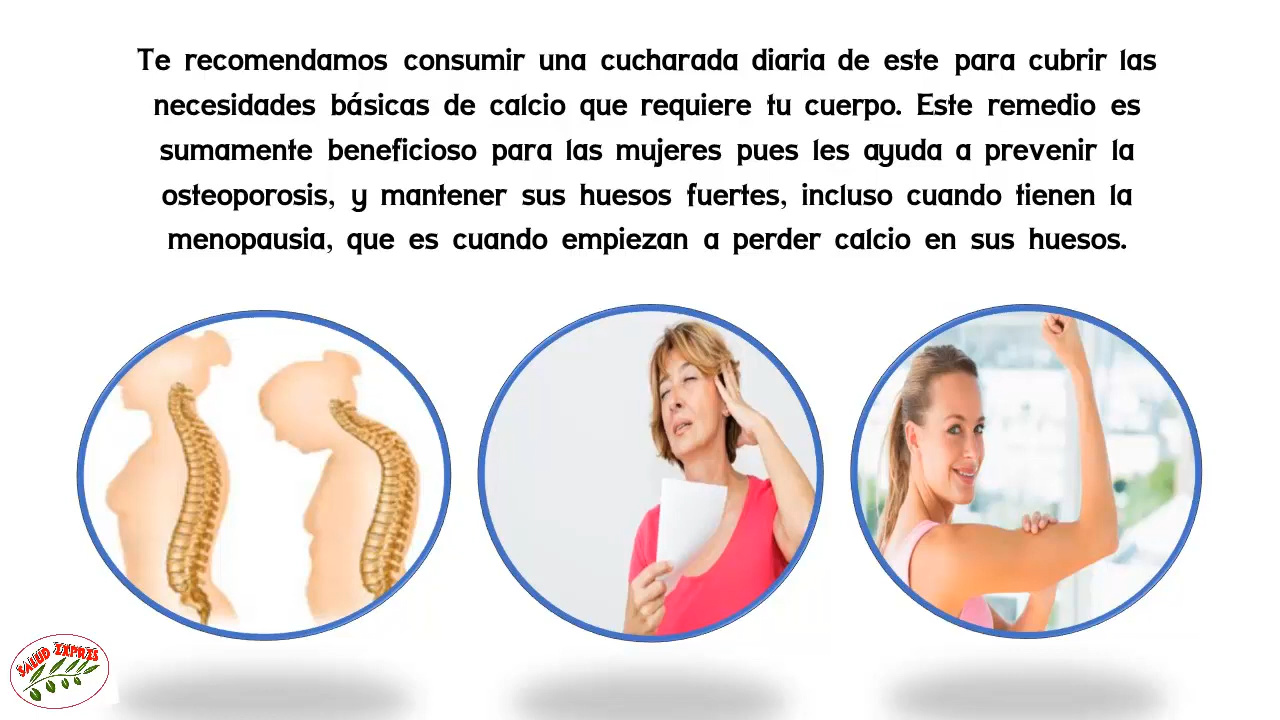 Te recomendamos consumir una cucharada diaria de este para cubrir las
necesidades básicas de calcio que requiere tu cuerpo. Este remedio es
sumamente beneficioso para las mujeres pues les ayuda a prevenir la
osteoporosis, y mantener sus huesos fuertes, incluso cuando tienen la
menopausia, que es cuando empiezan a perder calcio en sus huesos.
SALUD EXPRES